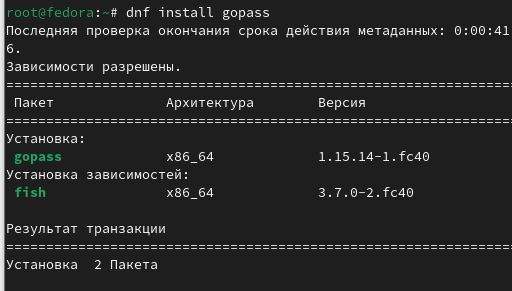 root@fedora:~# dnf install gopass
Последняя проверка окончания срока действия метаданных: 0:00:41
6.
Зависимости разрешены.
================================================================
Пакет Архитектура Версия
================================================================
Установка:
gopass x86_64 1.15.14-1.fc40
Установка зависимостей:
fish x86_64 3.7.0-2.fc40
Результат транзакции
================================================================
Установка 2 Пакета